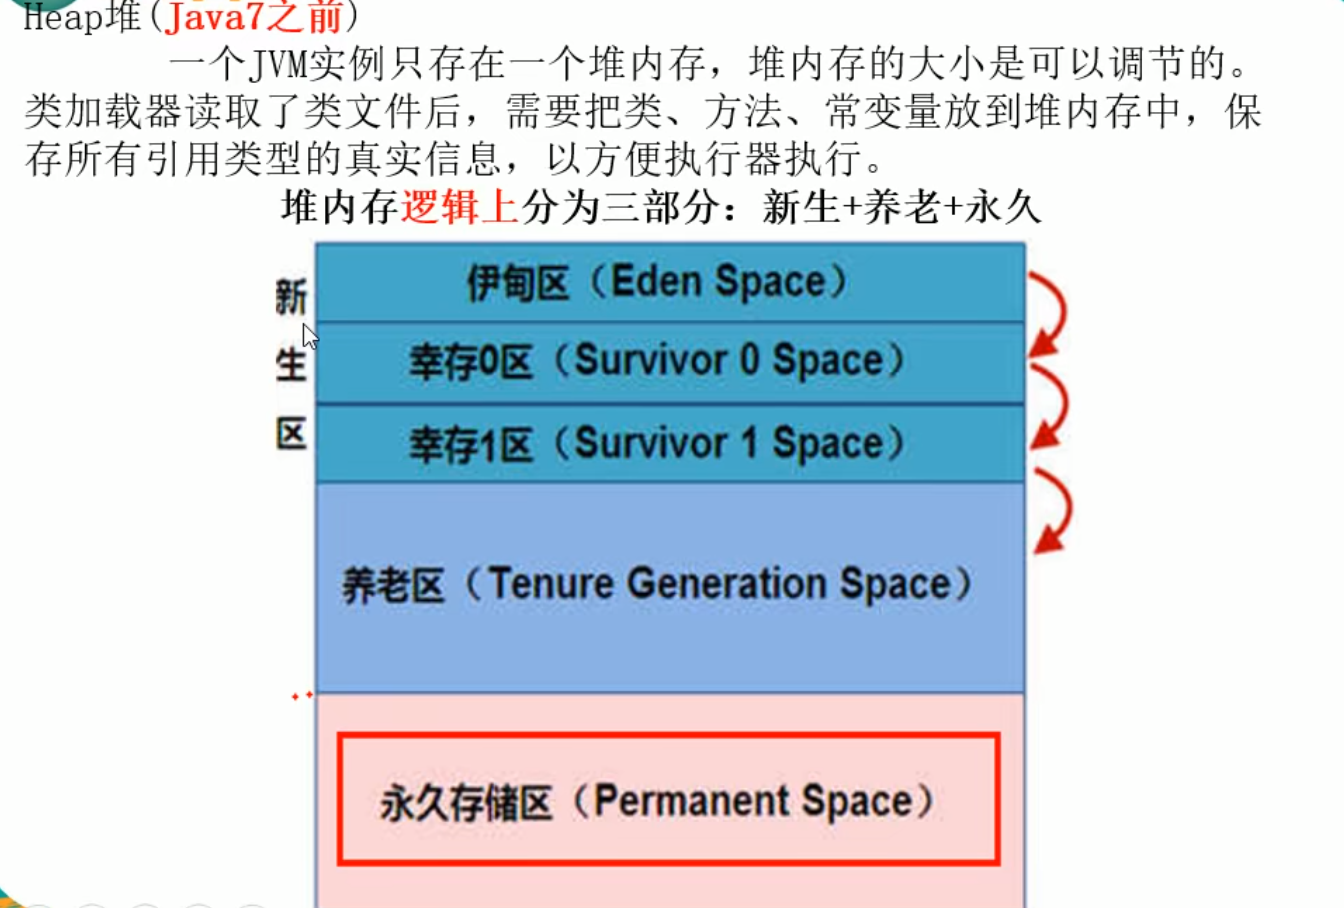 Heap堆(Java7之前)
一个JVM实例只存在一个堆内存，堆内存的大小是可以调节的。
类加载器读取了类文件后，需要把类、方法、常变量放到堆内存中，保
存所有引用类型的真实信息，以方便执行器执行。
堆内存逻辑上分为三部分：新生+养老+永久
新
生
区
伊甸区（Eden Space）
幸存0区（Survivor 0 Space）
幸存1区（Survivor 1 Space）
养老区（Tenure Generation Space）
永久存储区（Permanent Space）